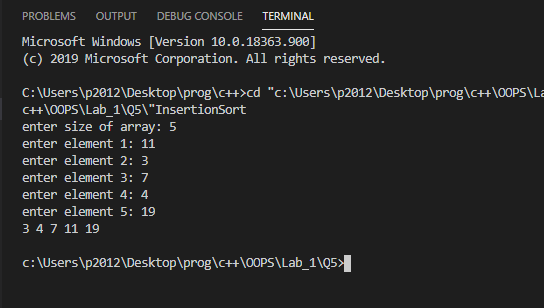 PROBLEMS OUTPUT DEBUG CONSOLE TERMINAL
Microsoft Windows [Version 10.0.18363.900]
(c) 2019 Microsoft Corporation. All rights reserved.
C:\Users\p2012\Desktop\prog\c++>cd "c:\Users\p2012\Desktop\prog\c++\OOPS\La
c++\OOPS\Lab_1\Q5\"InsertionSort
enter size of array: 5
enter element 1: 11
enter element 2: 3
enter element 3: 7
enter element 4: 4
enter element 5: 19
3 4 7 11 19
c:\Users\p2012\Desktop\prog\c++\OOPS\Lab_1\Q5>